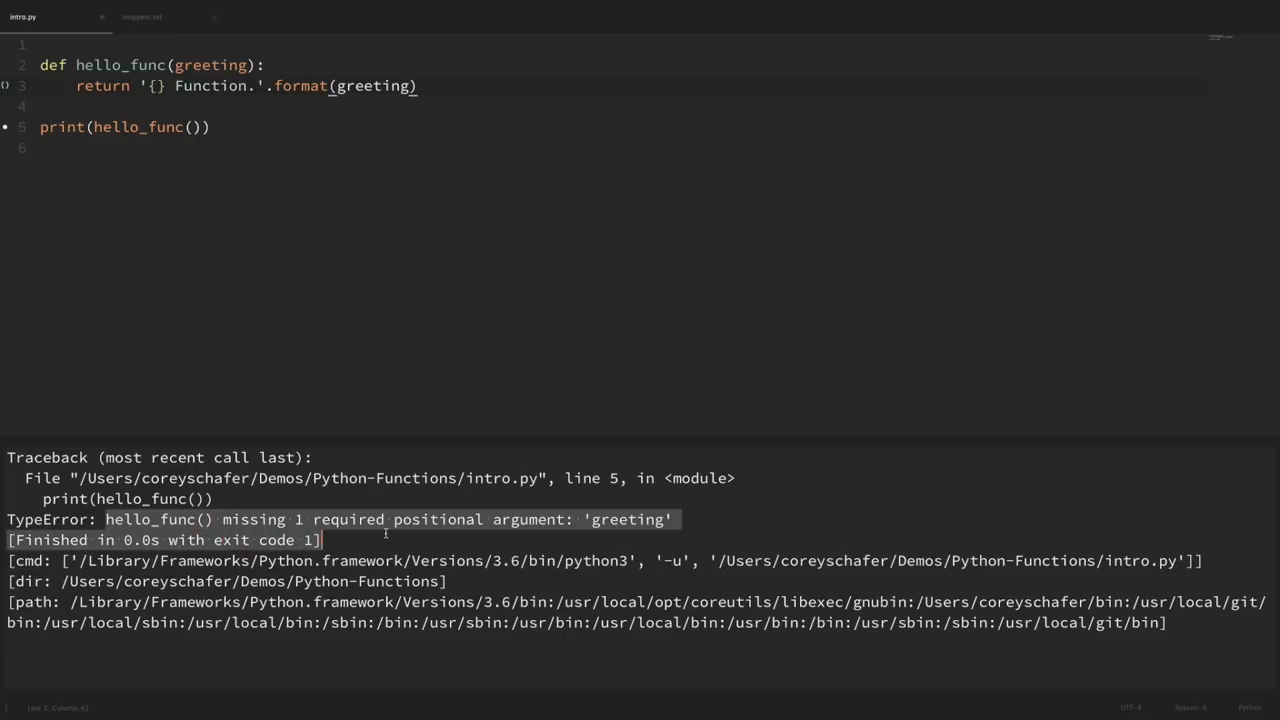 intro.py × snippets.txt ×
1
2 def hello_func(greeting):
3 return '{} Function.'.format(greeting)
4
5 print(hello_func())
6
Traceback (most recent call last):
File "/Users/coreyschafer/Demos/Python-Functions/intro.py", line 5, in <module>
print(hello_func())
TypeError: hello_func() missing 1 required positional argument: 'greeting'
[Finished in 0.0s with exit code 1]
[cmd: ['/Library/Frameworks/Python.framework/Versions/3.6/bin/python3', '-u', '/Users/coreyschafer/Demos/Python-Functions/intro.py']]
[dir: /Users/coreyschafer/Demos/Python-Functions]
[path: /Library/Frameworks/Python.framework/Versions/3.6/bin:/usr/local/opt/coreutils/libexec/gnubin:/Users/coreyschafer/bin:/usr/local/git/
bin:/usr/local/sbin:/usr/local/bin:/sbin:/bin:/usr/sbin:/usr/bin:/usr/local/bin:/usr/bin:/bin:/usr/sbin:/sbin:/usr/local/git/bin]
Line 3, Column 43 UTF-8 Spaces: 4 Python